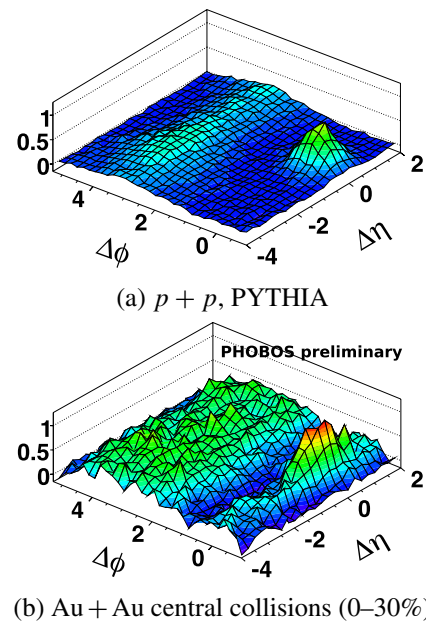 1
0.5
0
4
2
0
Δϕ
-4
-2
0
2
Δη
(a) p + p, PYTHIA
PHOBOS preliminary
1
0.5
0
4
2
0
Δϕ
-4
-2
0
2
Δη
(b) Au + Au central collisions (0–30%)